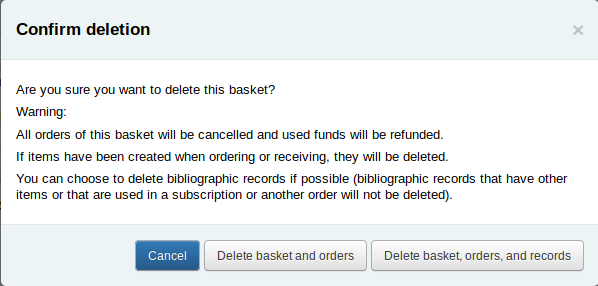 Confirm deletion
×
Are you sure you want to delete this basket?
Warning:
All orders of this basket will be cancelled and used funds will be refunded.
If items have been created when ordering or receiving, they will be deleted.
You can choose to delete bibliographic records if possible (bibliographic records that have other
items or that are used in a subscription or another order will not be deleted).
Cancel
Delete basket and orders
Delete basket, orders, and records